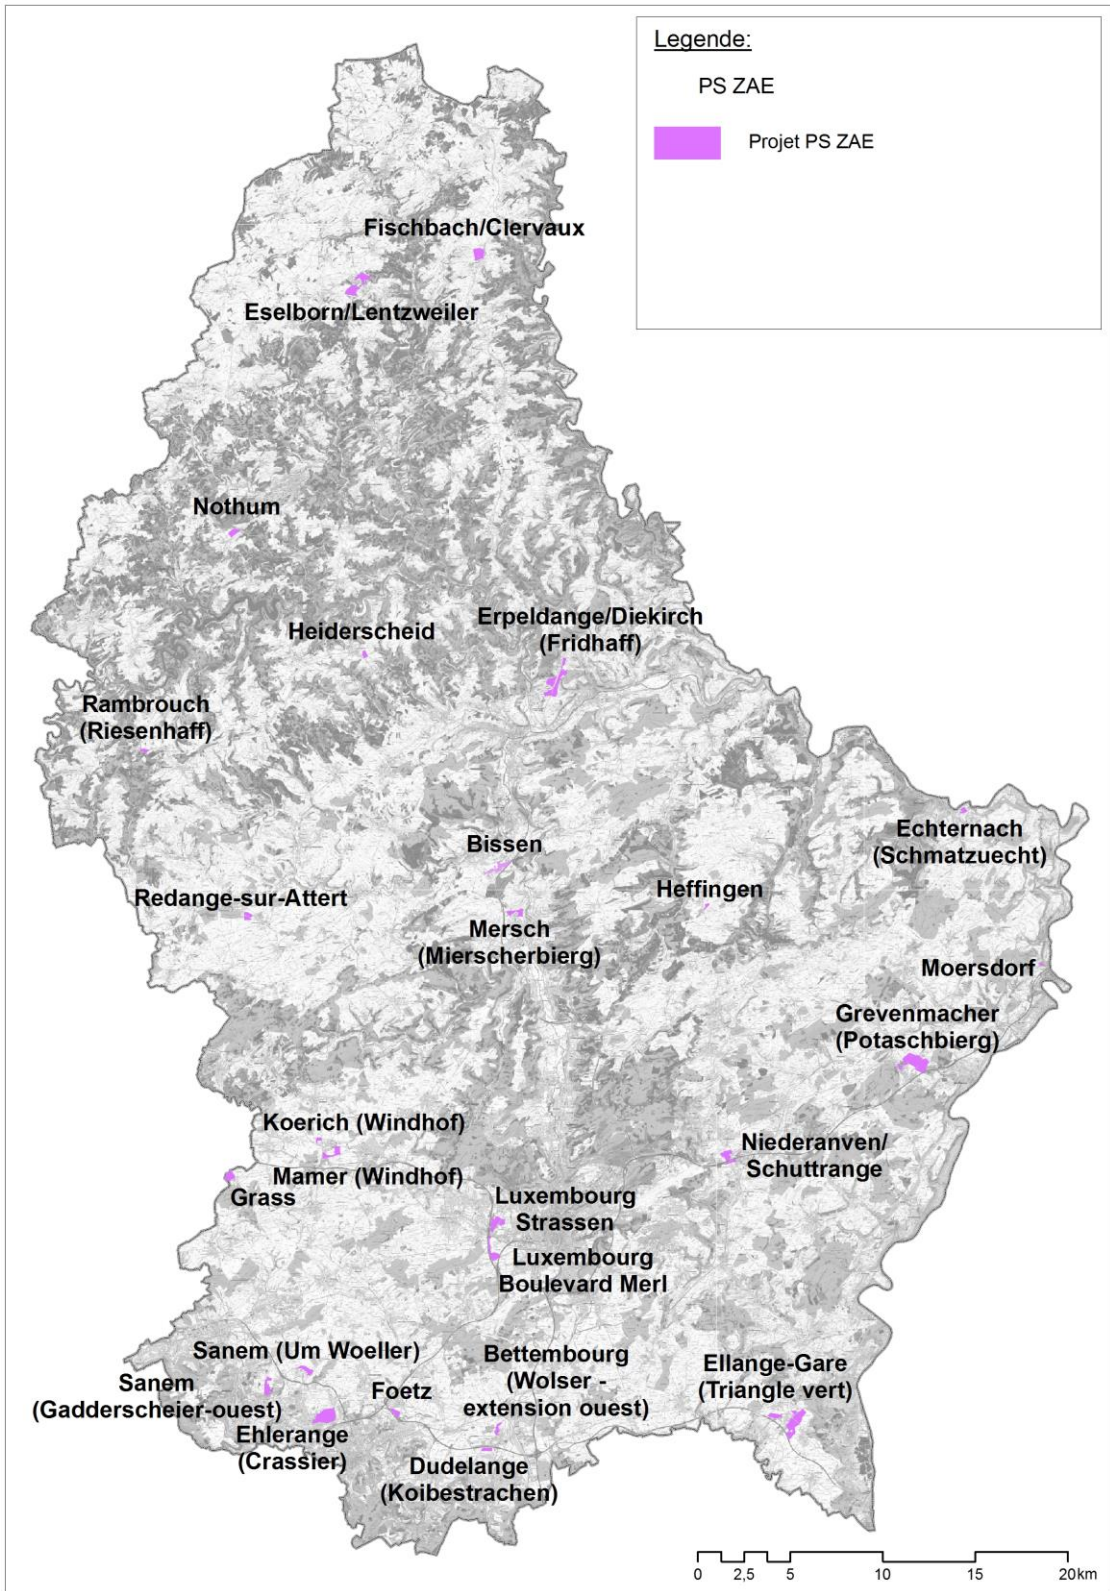 Legende:
PS ZAE
Projet PS ZAE
Fischbach/Clervaux
Eselborn/Lentzweiler
Nothum
Heiderscheid
Erpeldange/Diekirch
(Fridhaff)
Rambrouch
(Riesenhaff)
Echternach
(Schmatzuecht)
Bissen
Heffingen
Redange-sur-Attert
Mersch
(Mierscherbierg)
Moersdorf
Grevenmacher
(Potaschbierg)
Koerich (Windhof)
Mamer (Windhof)
Grass
Niederanven/
Schuttrange
Luxembourg
Strassen
Luxembourg
Boulevard Merl
Sanem (Um Woeller)
Sanem
(Gadderscheier-ouest)
Ehlerange
(Crassier)
Foetz
Bettembourg
(Wolser -
extension ouest)
Dudelange
(Koibestrachen)
Ellange-Gare
(Triangle vert)
0 2,5 5 10 15 20 km